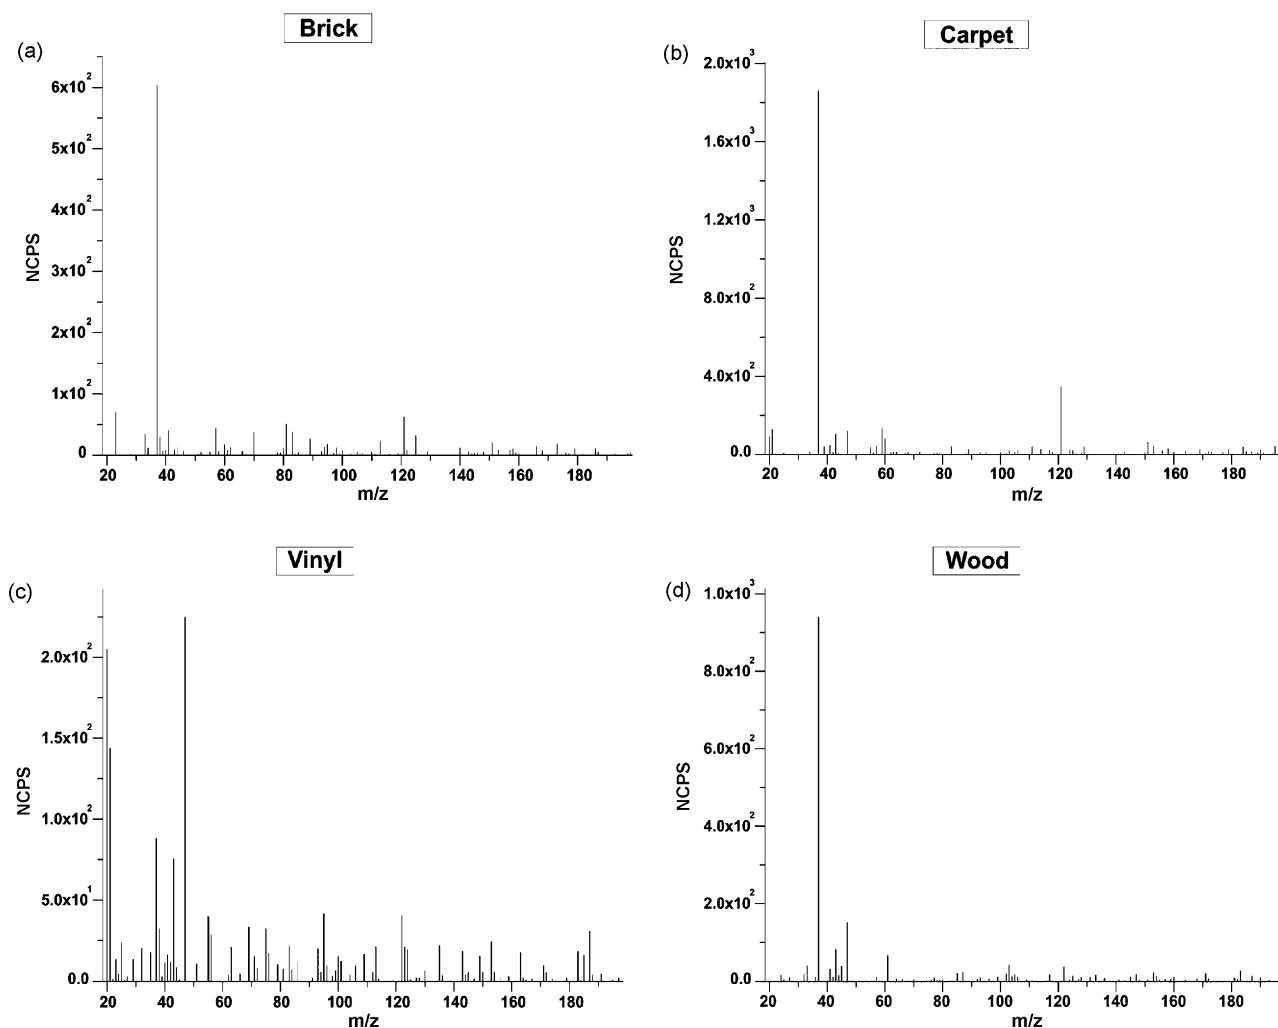 Brick
(a)
6x10²
5x10²
4x10²
3x10²
2x10²
1x10²
0
NCPS
20 40 60 80 100 120 140 160 180
m/z
Carpet
(b)
2.0x10³
1.6x10³
1.2x10³
8.0x10²
4.0x10²
0.0
NCPS
20 40 60 80 100 120 140 160 180
m/z
Vinyl
(c)
2.0x10²
1.5x10²
1.0x10²
5.0x10¹
0.0
NCPS
20 40 60 80 100 120 140 160 180
m/z
Wood
(d)
1.0x10³
8.0x10²
6.0x10²
4.0x10²
2.0x10²
0.0
NCPS
20 40 60 80 100 120 140 160 180
m/z